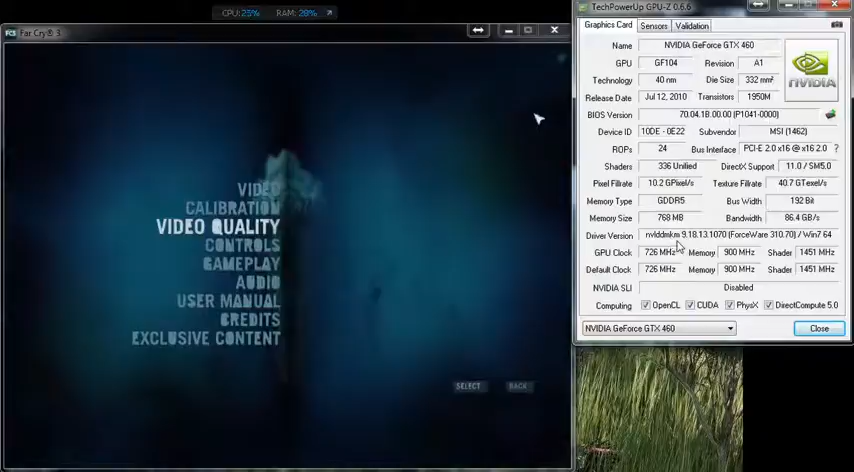 CPU:25% RAM: 28%
FC3 Far Cry® 3
VIDEO
CALIBRATION
VIDEO QUALITY
CONTROLS
GAMEPLAY
AUDIO
USER MANUAL
CREDITS
EXCLUSIVE CONTENT
SELECT BACK
TechPowerUp GPU-Z 0.6.6
Graphics Card Sensors Validation
Name NVIDIA GeForce GTX 460
GPU GF104 Revision A1
Technology 40 nm Die Size 332 mm²
Release Date Jul 12, 2010 Transistors 1950M
NVIDIA
BIOS Version 70.04.1B.00.00 (P1041-0000)
Device ID 10DE - 0E22 Subvendor MSI (1462)
ROPs 24 Bus Interface PCI-E 2.0 x16 @ x16 2.0 ?
Shaders 336 Unified DirectX Support 11.0 / SM5.0
Pixel Fillrate 10.2 GPixel/s Texture Fillrate 40.7 GTexel/s
Memory Type GDDR5 Bus Width 192 Bit
Memory Size 768 MB Bandwidth 86.4 GB/s
Driver Version nvlddmkm 9.18.13.1070 (ForceWare 310.70) / Win7 64
GPU Clock 726 MHz Memory 900 MHz Shader 1451 MHz
Default Clock 726 MHz Memory 900 MHz Shader 1451 MHz
NVIDIA SLI Disabled
Computing OpenCL CUDA PhysX DirectCompute 5.0
NVIDIA GeForce GTX 460 Close